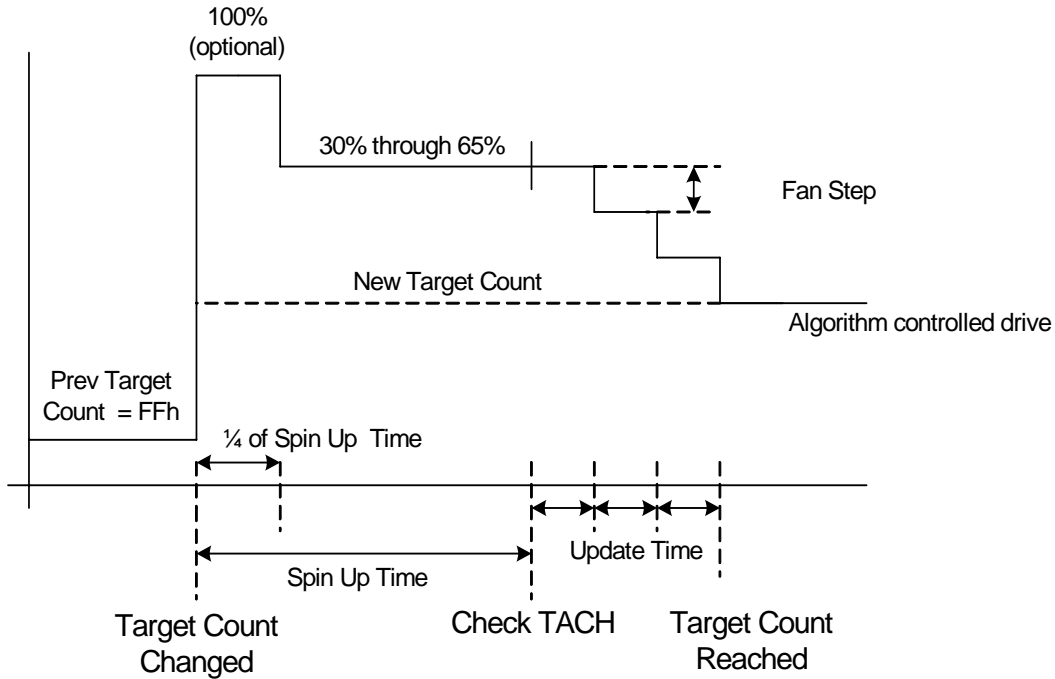 100%
(optional)
30% through 65%
Fan Step
New Target Count
Algorithm controlled drive
Prev Target
Count = FFh
¼ of Spin Up Time
Update Time
Spin Up Time
Target Count
Changed
Check TACH
Target Count
Reached